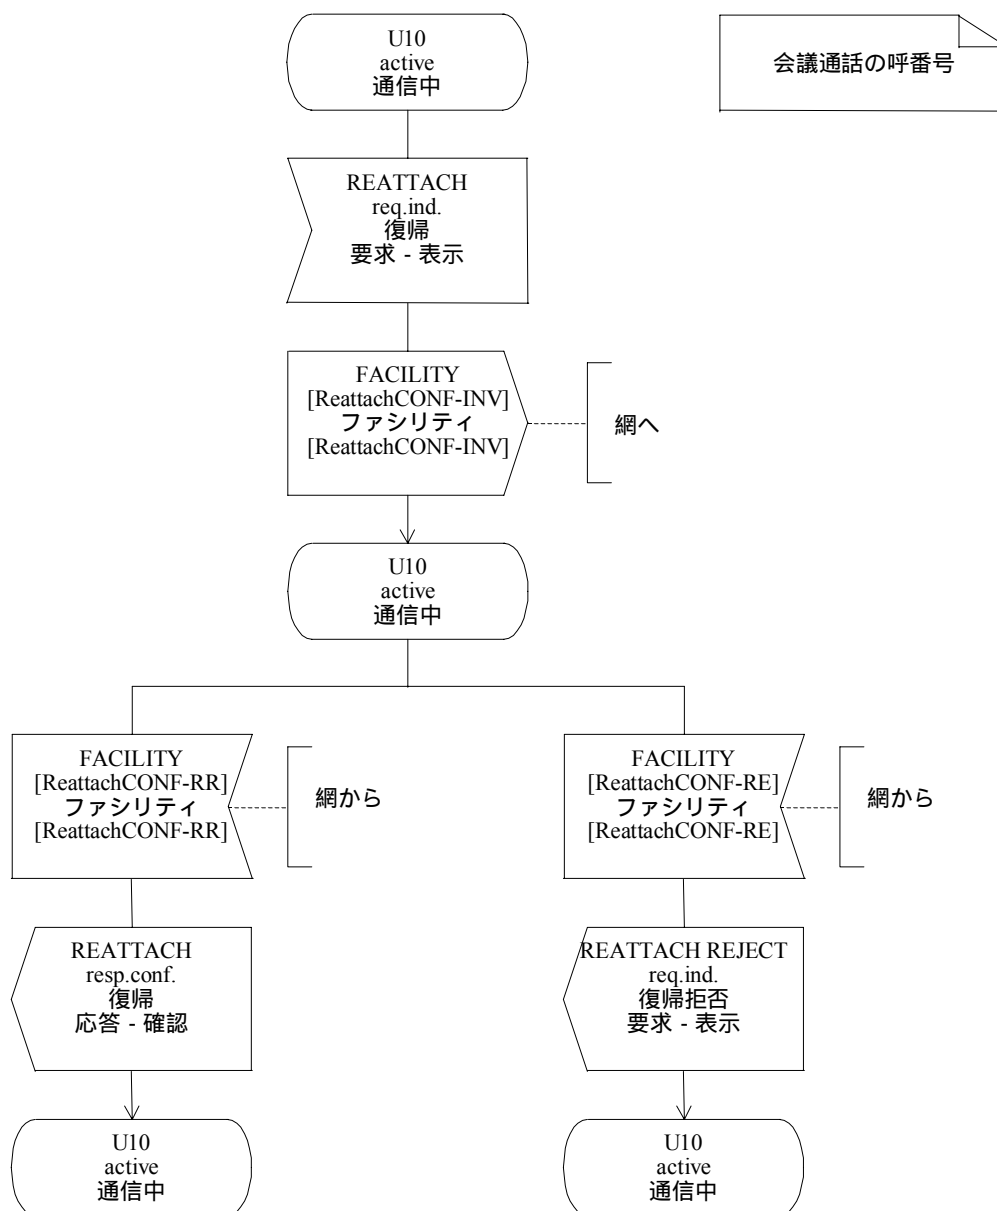 U10
active
通信中
会議通話の呼番号
REATTACH
req.ind.
復帰
要求 - 表示
FACILITY
[ReattachCONF-INV]
ファシリティ
[ReattachCONF-INV]
網へ
U10
active
通信中
FACILITY
[ReattachCONF-RR]
ファシリティ
[ReattachCONF-RR]
網から
FACILITY
[ReattachCONF-RE]
ファシリティ
[ReattachCONF-RE]
網から
REATTACH
resp.conf.
復帰
応答 - 確認
REATTACH REJECT
req.ind.
復帰拒否
要求 - 表示
U10
active
通信中
U10
active
通信中